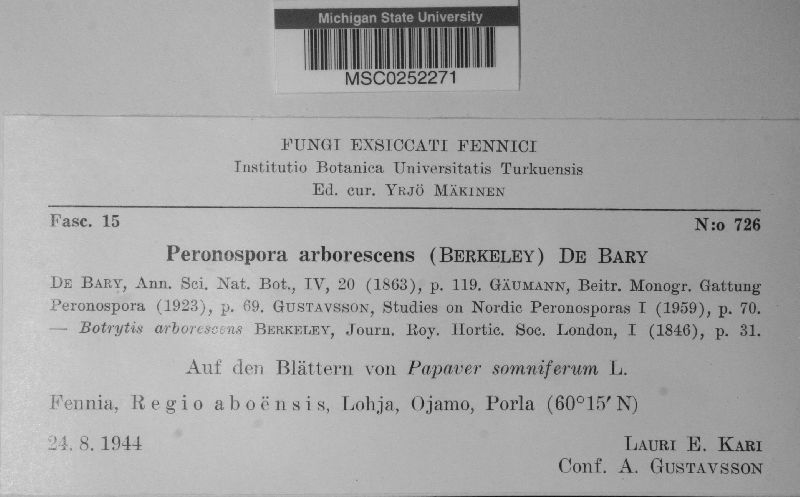 Michigan State University
MSC0252271
FUNGI EXSICCATI FENNICI
Institutio Botanica Universitatis Turkuensis
Ed. cur. YRJÖ MÄKINEN
Fasc. 15 N:o 726
Peronospora arborescens (BERKELEY) DE BARY
DE BARY, Ann. Sci. Nat. Bot., IV, 20 (1863), p. 119. GÄUMANN, Beitr. Monogr. Gattung
Peronospora (1923), p. 69. GUSTAVSSON, Studies on Nordic Peronosporas I (1959), p. 70.
— Botrytis arborescens BERKELEY, Journ. Roy. Hortic. Soc. London, I (1846), p. 31.
Auf den Blättern von Papaver somniferum L.
Fennia, Regio aboënsis, Lohja, Ojamo, Porla (60°15′ N)
24. 8. 1944 LAURI E. KARI
Conf. A. GUSTAVSSON